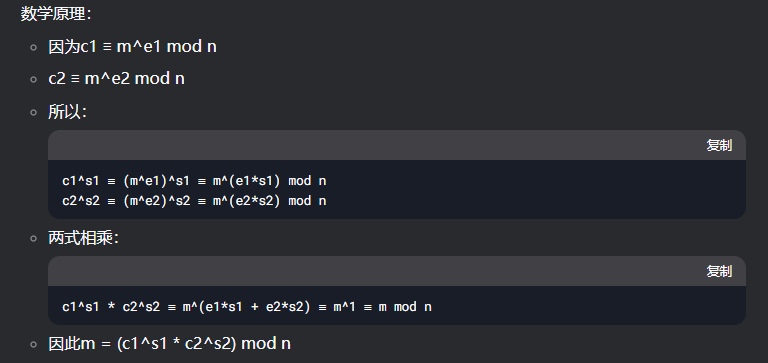 数学原理：
因为c1 ≡ m^e1 mod n
c2 ≡ m^e2 mod n
所以：
复制
c1^s1 ≡ (m^e1)^s1 ≡ m^(e1*s1) mod n
c2^s2 ≡ (m^e2)^s2 ≡ m^(e2*s2) mod n
两式相乘：
复制
c1^s1 * c2^s2 ≡ m^(e1*s1 + e2*s2) ≡ m^1 ≡ m mod n
因此m = (c1^s1 * c2^s2) mod n